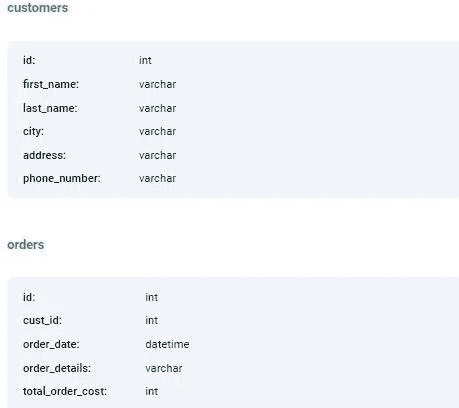 customers
id: int
first_name: varchar
last_name: varchar
city: varchar
address: varchar
phone_number: varchar
orders
id: int
cust_id: int
order_date: datetime
order_details: varchar
total_order_cost: int